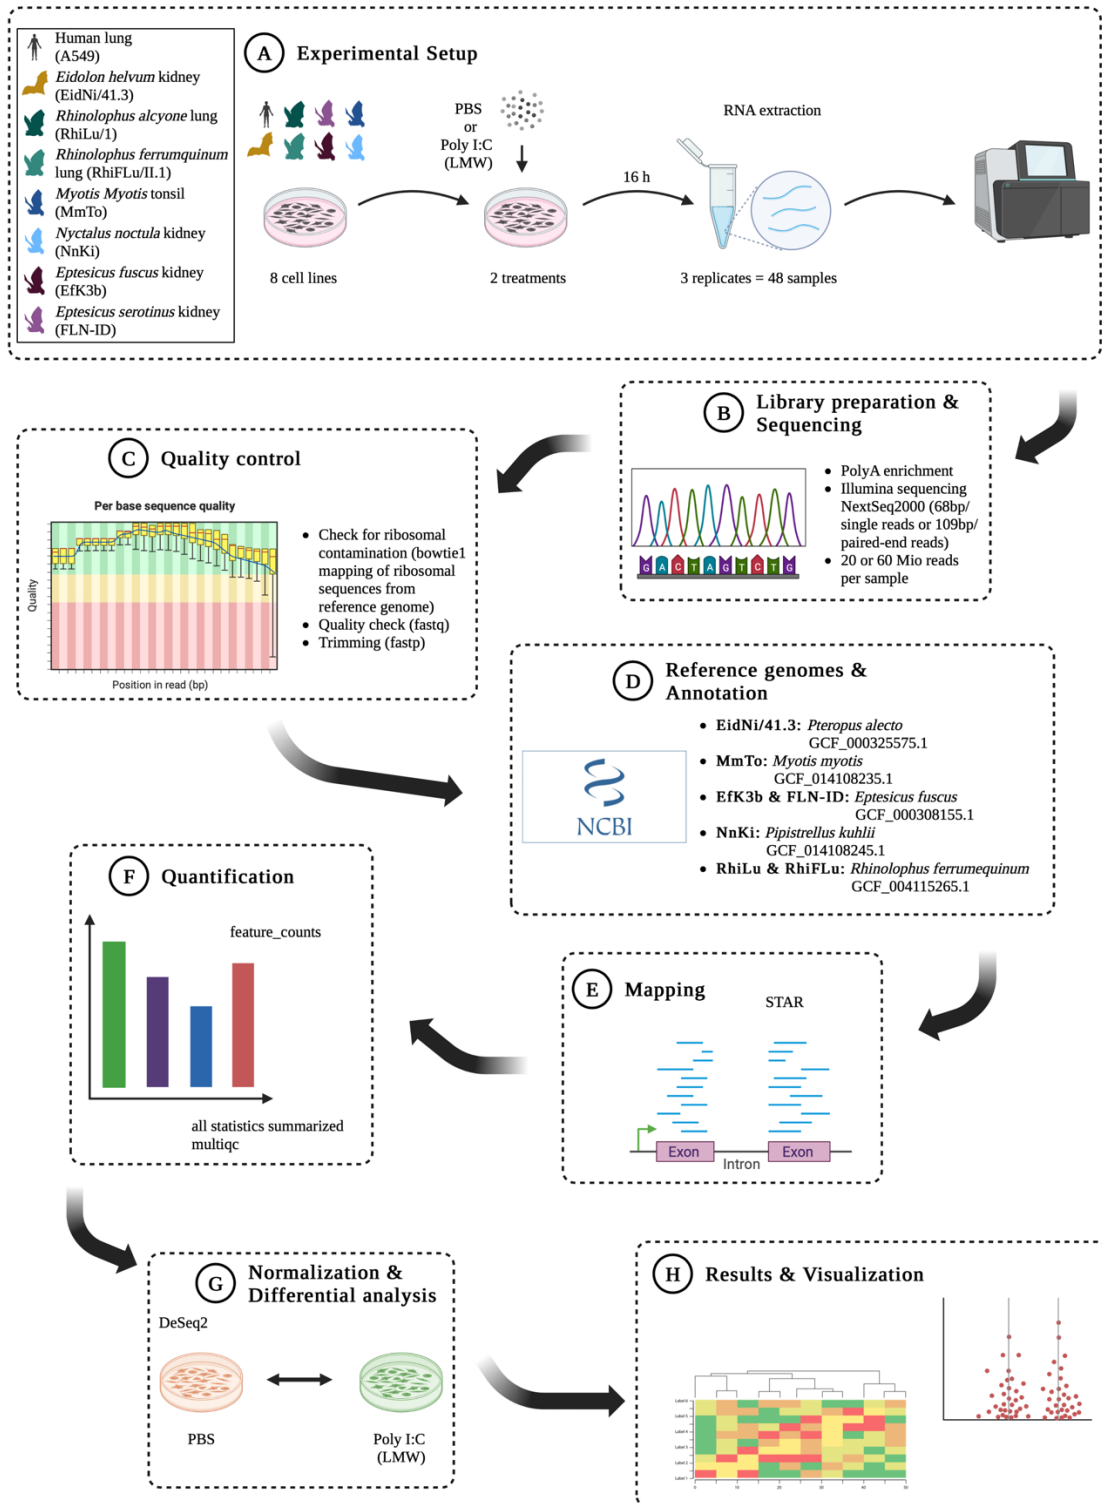 Human lung
(A549)
Eidolon helvum kidney
(EidNi/41.3)
Rhinolophus alcyone lung
(RhiLu/1)
Rhinolophus ferrumquinum
lung (RhiFLu/II.1)
Myotis Myotis tonsil
(MmTo)
Nyctalus noctula kidney
(NnKi)
Eptesicus fuscus kidney
(EfK3b)
Eptesicus serotinus kidney
(FLN-ID)
A Experimental Setup
PBS
or
Poly I:C
(LMW)
RNA extraction
16 h
8 cell lines
2 treatments
3 replicates = 48 samples
B Library preparation &
Sequencing
G A C T A G T C T G
• PolyA enrichment
• Illumina sequencing
NextSeq2000 (68bp/
single reads or 109bp/
paired-end reads)
• 20 or 60 Mio reads
per sample
C Quality control
Per base sequence quality
Quality
Position in read (bp)
• Check for ribosomal
contamination (bowtie1
mapping of ribosomal
sequences from
reference genome)
• Quality check (fastq)
• Trimming (fastp)
D Reference genomes &
Annotation
NCBI
• EidNi/41.3: Pteropus alecto
GCF_000325575.1
• MmTo: Myotis myotis
GCF_014108235.1
• EfK3b & FLN-ID: Eptesicus fuscus
GCF_000308155.1
• NnKi: Pipistrellus kuhlii
GCF_014108245.1
• RhiLu & RhiFLu: Rhinolophus ferrumequinum
GCF_004115265.1
E Mapping
STAR
Exon
Intron
Exon
F Quantification
feature_counts
all statistics summarized
multiqc
G Normalization &
Differential analysis
DeSeq2
PBS
Poly I:C
(LMW)
H Results & Visualization
0 10 20 30 40 50